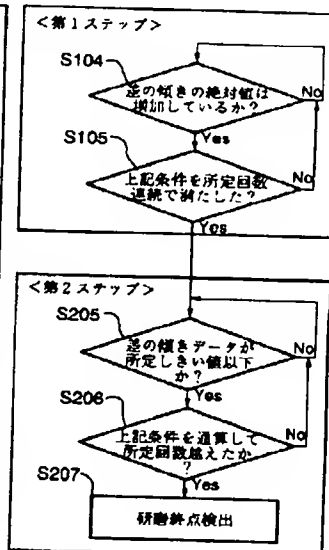 <第1ステップ>
S104
差の傾きの絶対値は
増加しているか?
No
S105
Yes
上記条件を所定回数
連続で満たした?
No
Yes
<第2ステップ>
S205
差の傾きデータが
所定しきい値以下
か?
No
S206
Yes
上記条件を通算して
所定回数越えたか
?
No
S207
Yes
研磨終点検出